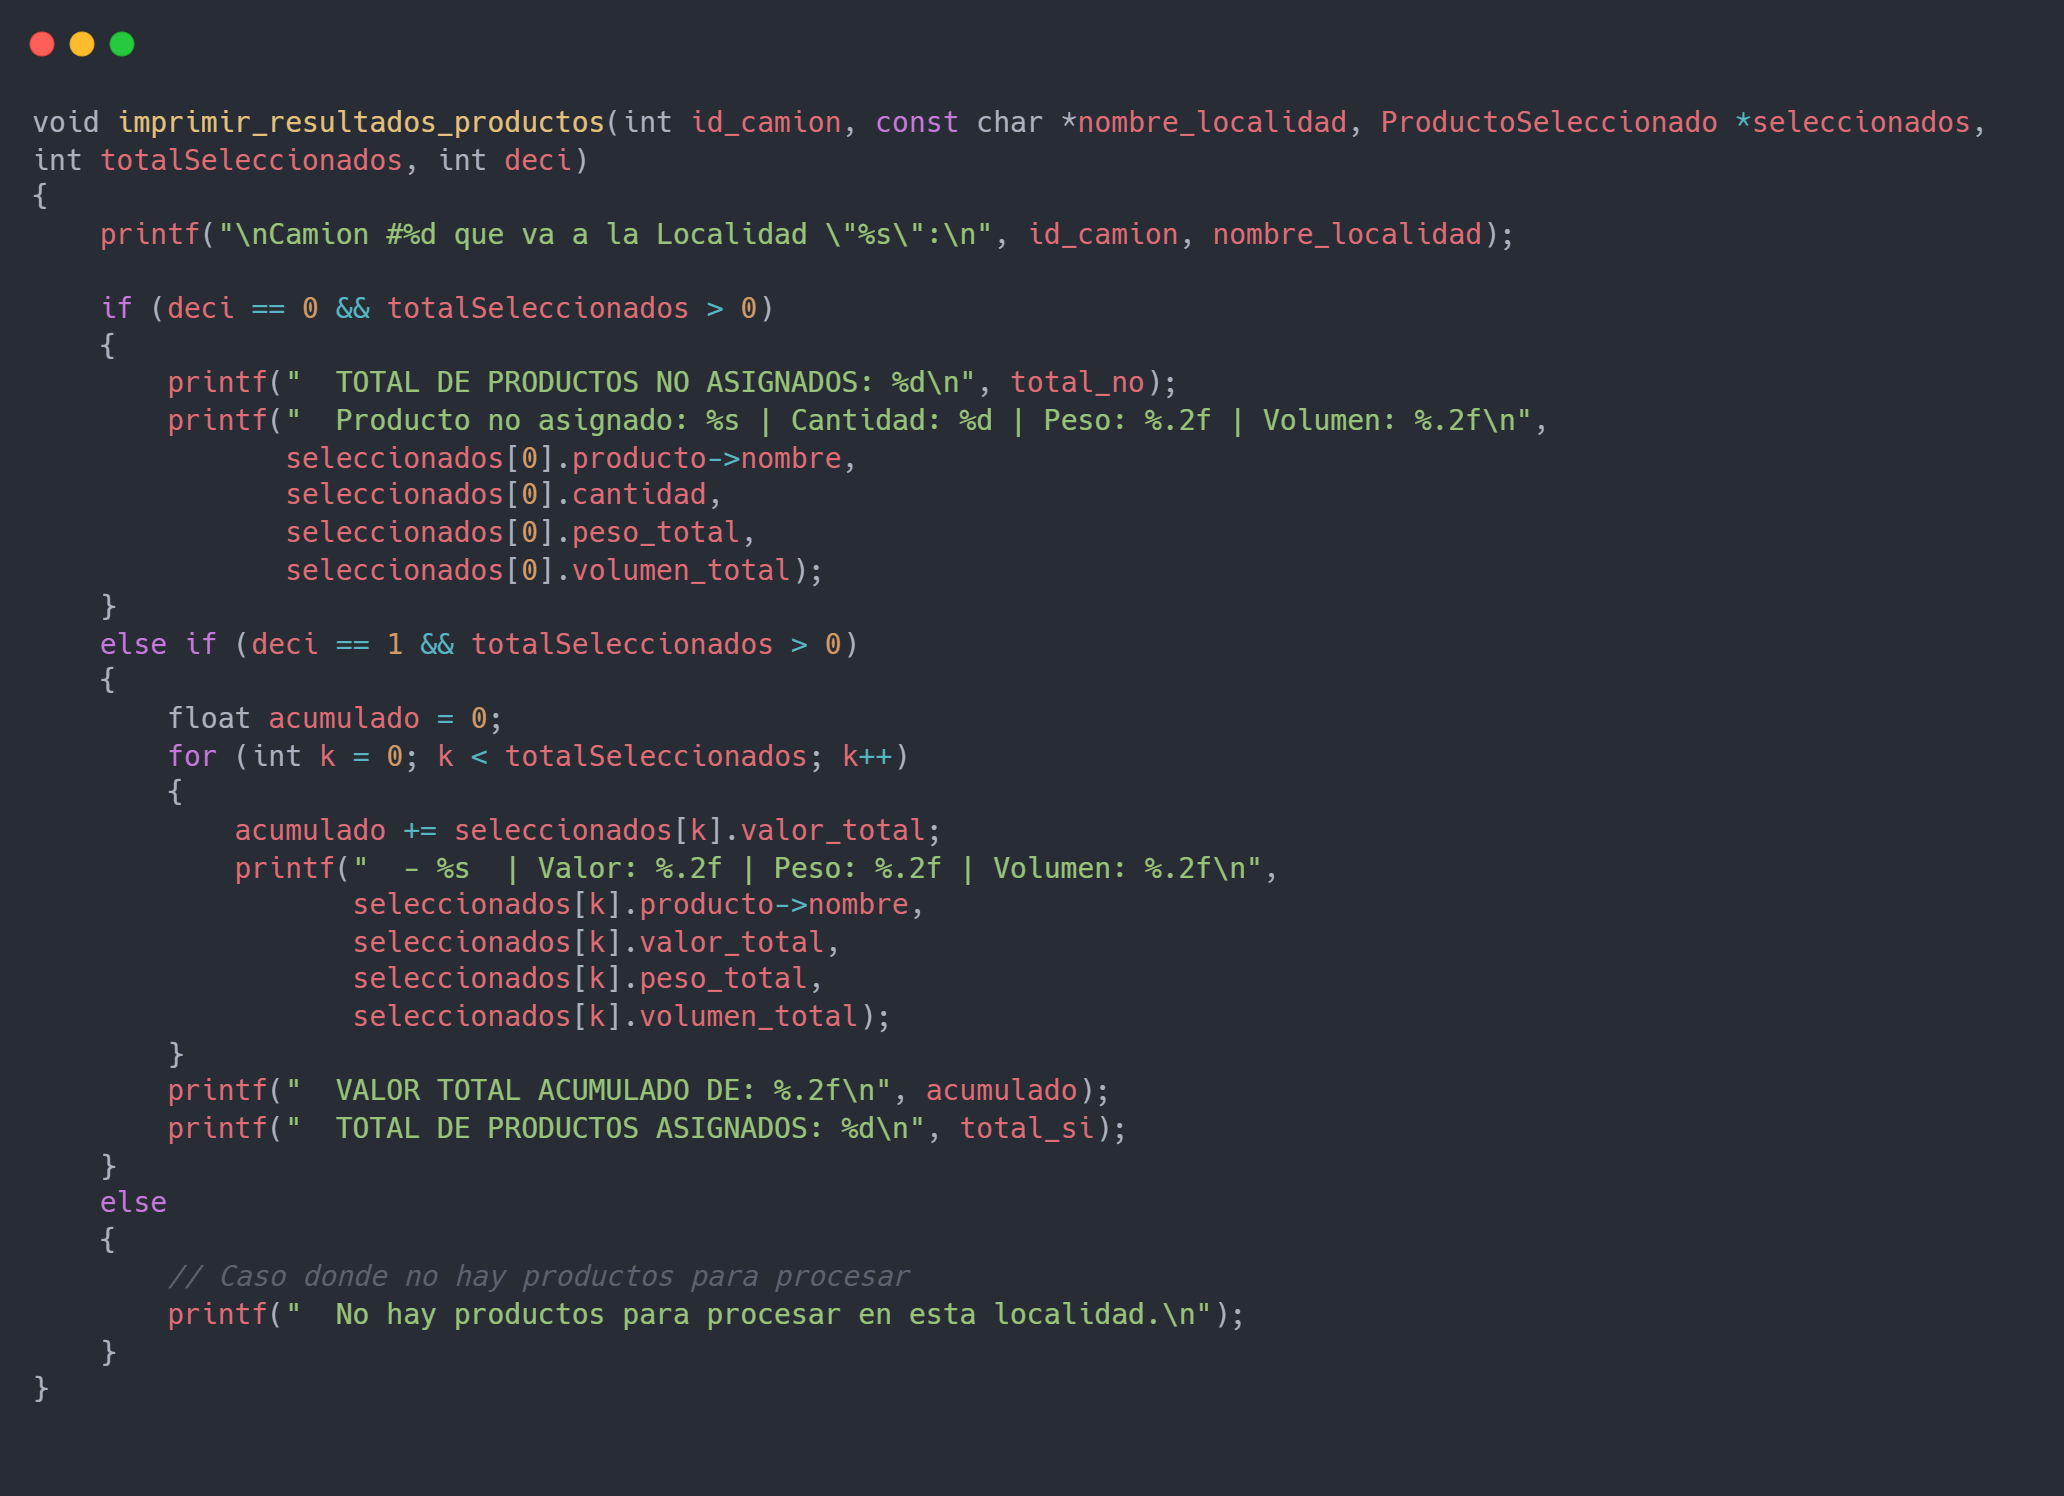 void imprimir_resultados_productos(int id_camion, const char *nombre_localidad, ProductoSeleccionado *seleccionados,
int totalSeleccionados, int deci)
{
    printf("\nCamion #%d que va a la Localidad \"%s\":\n", id_camion, nombre_localidad);

    if (deci == 0 && totalSeleccionados > 0)
    {
        printf("  TOTAL DE PRODUCTOS NO ASIGNADOS: %d\n", total_no);
        printf("  Producto no asignado: %s | Cantidad: %d | Peso: %.2f | Volumen: %.2f\n",
               seleccionados[0].producto->nombre,
               seleccionados[0].cantidad,
               seleccionados[0].peso_total,
               seleccionados[0].volumen_total);
    }
    else if (deci == 1 && totalSeleccionados > 0)
    {
        float acumulado = 0;
        for (int k = 0; k < totalSeleccionados; k++)
        {
            acumulado += seleccionados[k].valor_total;
            printf("  - %s  | Valor: %.2f | Peso: %.2f | Volumen: %.2f\n",
                   seleccionados[k].producto->nombre,
                   seleccionados[k].valor_total,
                   seleccionados[k].peso_total,
                   seleccionados[k].volumen_total);
        }
        printf("  VALOR TOTAL ACUMULADO DE: %.2f\n", acumulado);
        printf("  TOTAL DE PRODUCTOS ASIGNADOS: %d\n", total_si);
    }
    else
    {
        // Caso donde no hay productos para procesar
        printf("  No hay productos para procesar en esta localidad.\n");
    }
}